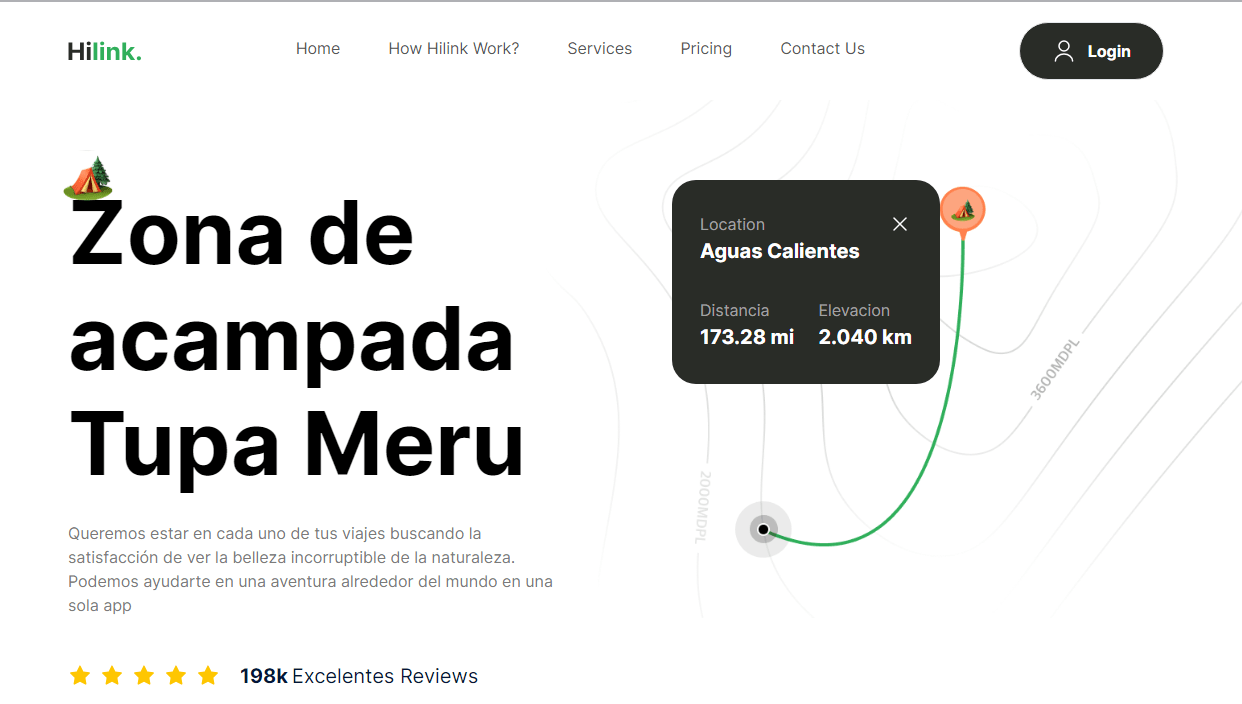 Hilink.
Home
How Hilink Work?
Services
Pricing
Contact Us
Login
Zona de
acampada
Tupa Meru
Queremos estar en cada uno de tus viajes buscando la
satisfacción de ver la belleza incorruptible de la naturaleza.
Podemos ayudarte en una aventura alrededor del mundo en una
sola app
198k Excelentes Reviews
Location
Aguas Calientes
Distancia
173.28 mi
Elevacion
2.040 km
3600MDPL
2000MDPL